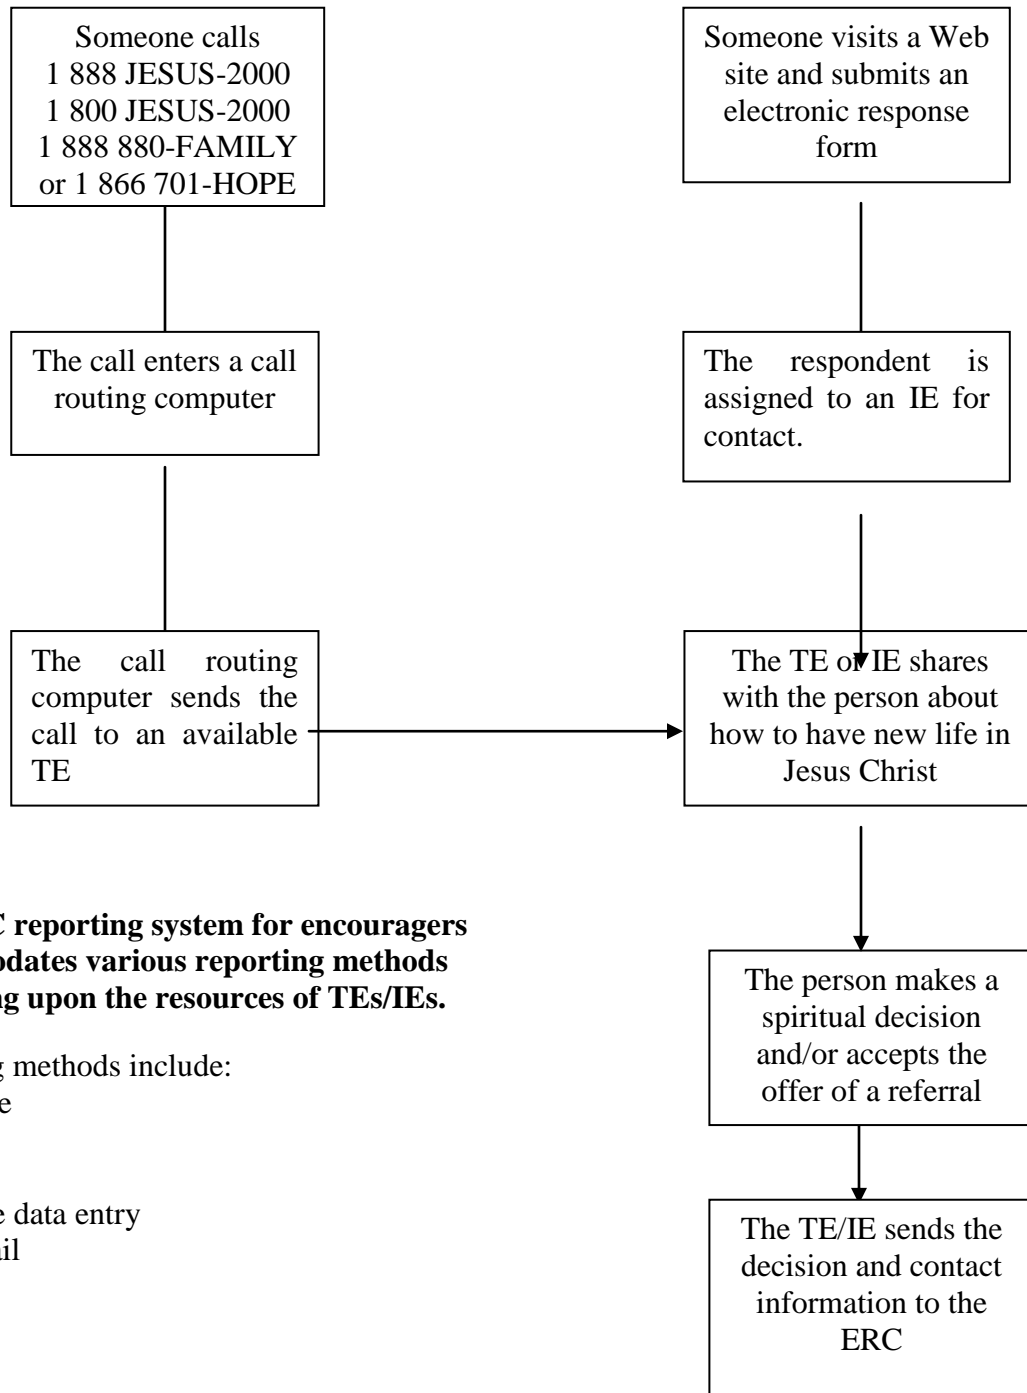 Someone calls
1 888 JESUS-2000
1 800 JESUS-2000
1 888 880-FAMILY
or 1 866 701-HOPE
Someone visits a Web
site and submits an
electronic response
form
The call enters a call
routing computer
The respondent is
assigned to an IE for
contact.
The call routing
computer sends the
call to an available
TE
The TE or IE shares
with the person about
how to have new life in
Jesus Christ
reporting system for encouragers
various reporting methods
upon the resources of TEs/IEs.
methods include:
data entry
The person makes a
spiritual decision
and/or accepts the
offer of a referral
The TE/IE sends the
decision and contact
information to the
ERC